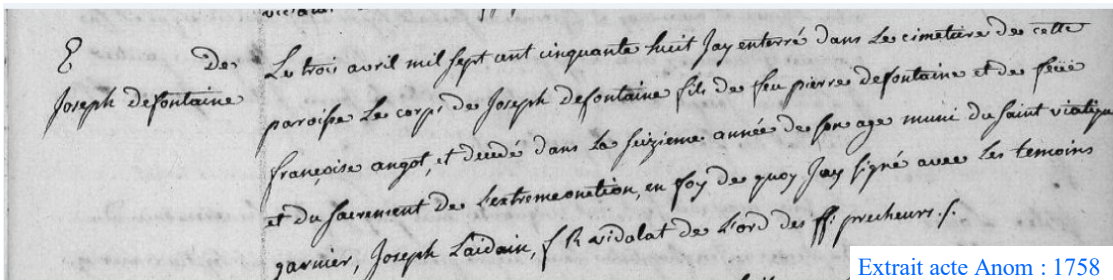 E de
Joseph defontaine
Le trois avril mil sept cent cinquante huit Jay enterré dans Le cimetiere de cette
paroisse Le corps de Joseph defontaine fils de feu pierre defontaine et de feüe
françoise angot, et decedé dans La seizieme année de son age muni du saint viatique
et du sacrement de L'extremeonction, en foy de quoy Jay signé avec Les temoins
garnier, Joseph Laidain, f R vidalat de L'ord des ff: precheurs ./.
Extrait acte Anom : 1758